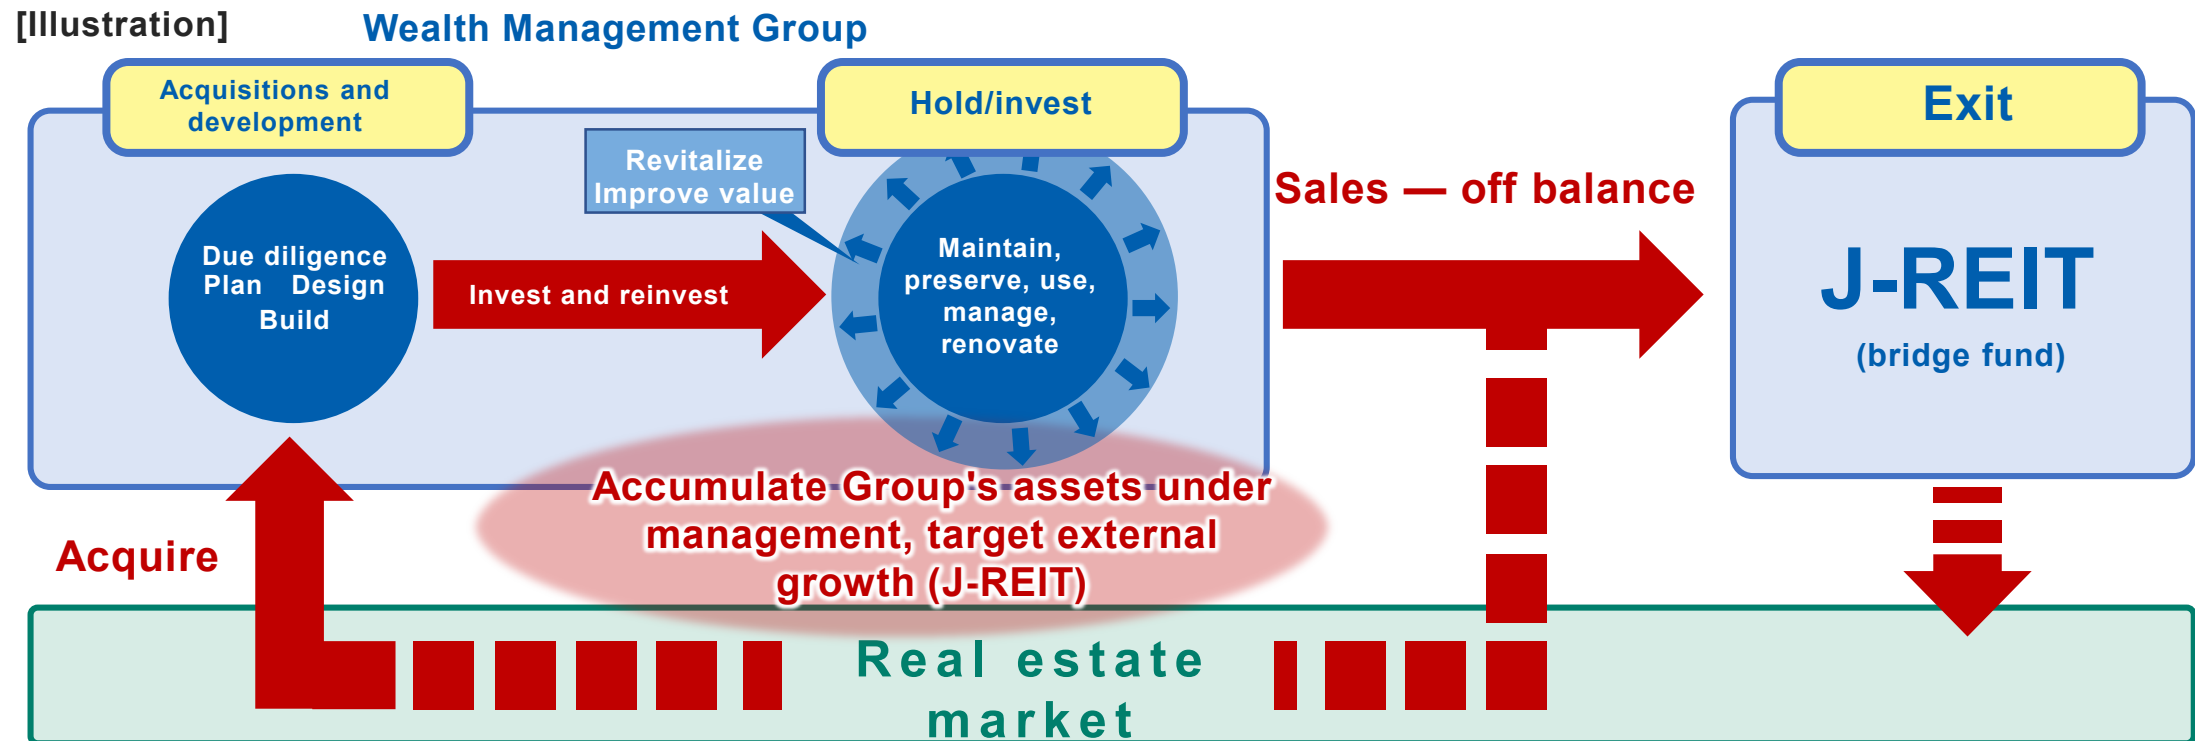 [Illustration]
Wealth Management Group
Acquisitions and
development
Hold/invest
Exit
Revitalize
Improve value
Sales — off balance
Due diligence
Plan Design
Build
Invest and reinvest
Maintain,
preserve, use,
manage,
renovate
J-REIT
(bridge fund)
Accumulate Group's assets under
management, target external
growth (J-REIT)
Acquire
Real estate
market